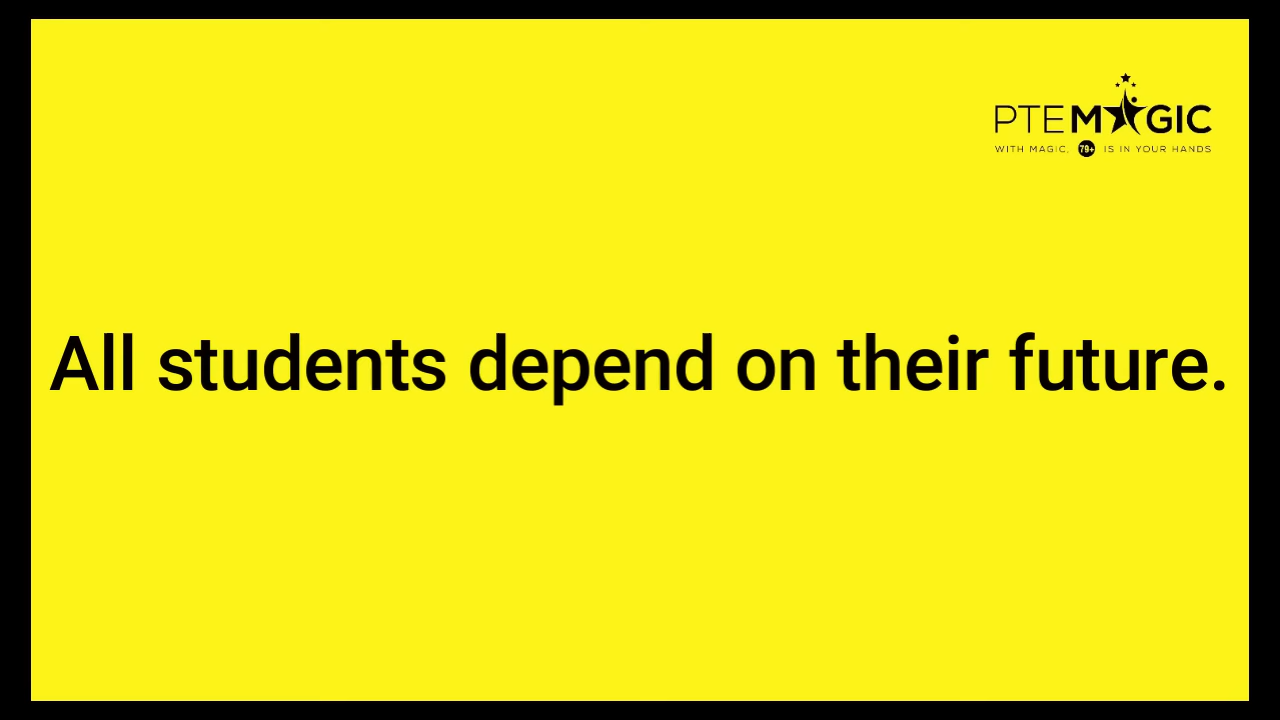 PTEMAGIC
WITH MAGIC, 79+ IS IN YOUR HANDS
All students depend on their future.